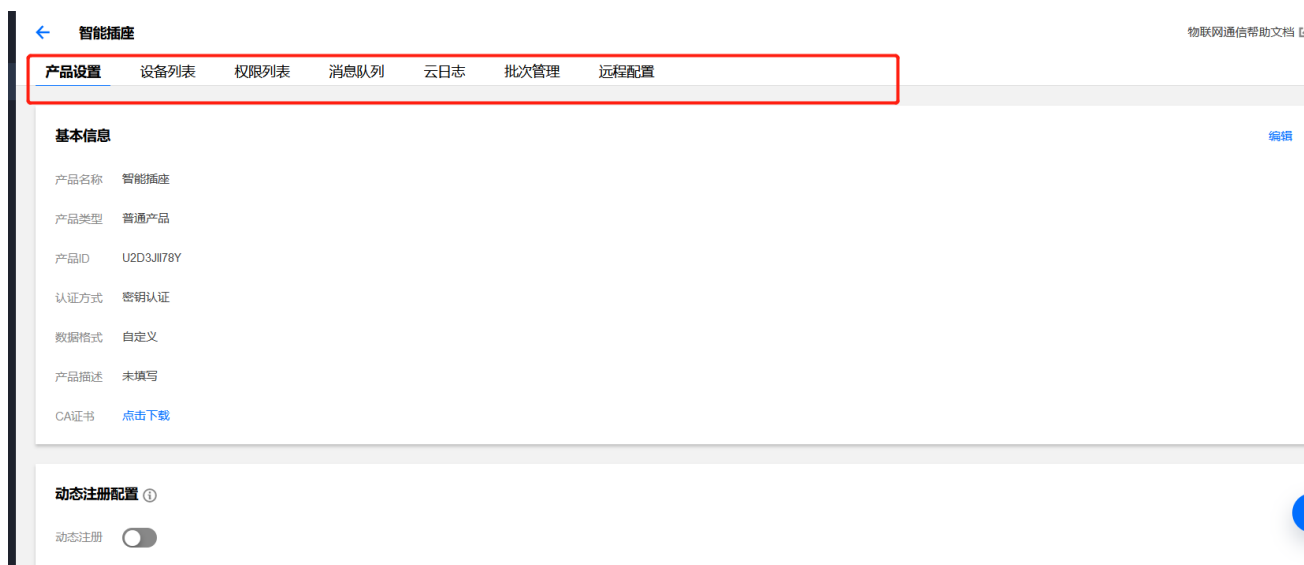 智能插座 物联网通信帮助文档
产品设置 设备列表 权限列表 消息队列 云日志 批次管理 远程配置
基本信息 编辑
产品名称 智能插座
产品类型 普通产品
产品ID U2D3JII78Y
认证方式 密钥认证
数据格式 自定义
产品描述 未填写
CA证书 点击下载
动态注册配置
动态注册